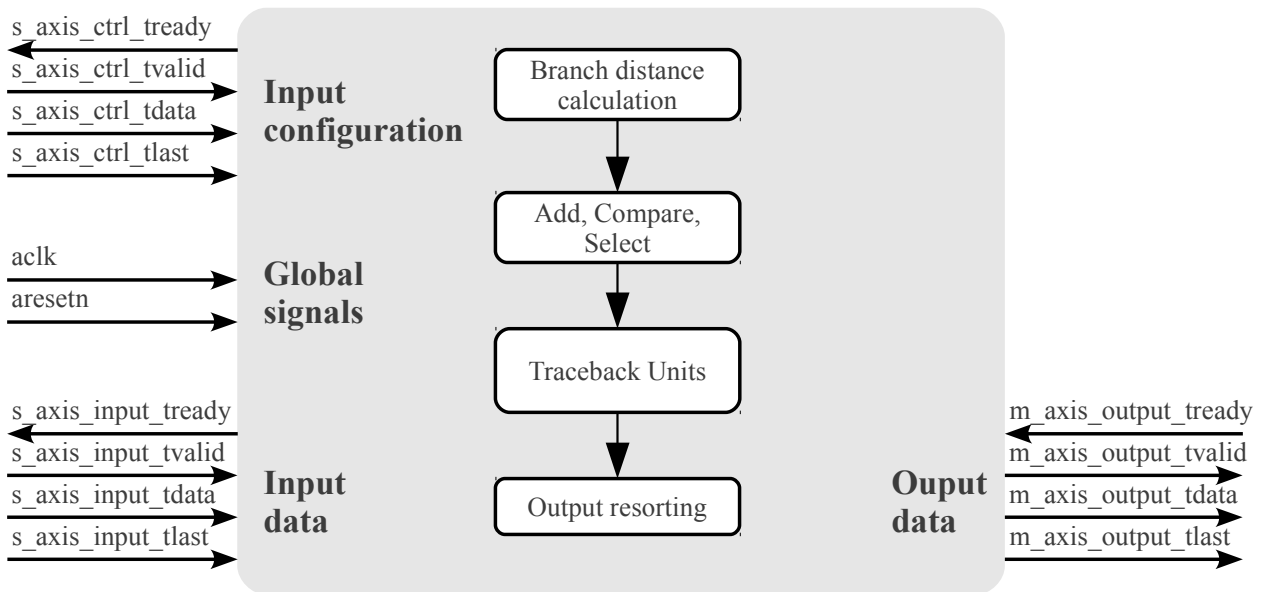 s_axis_ctrl_tready
s_axis_ctrl_tvalid
s_axis_ctrl_tdata
s_axis_ctrl_tlast
Input
configuration
aclk
aresetn
Global
signals
s_axis_input_tready
s_axis_input_tvalid
s_axis_input_tdata
s_axis_input_tlast
Input
data
Branch distance
calculation
Add, Compare,
Select
Traceback Units
Output resorting
Ouput
data
m_axis_output_tready
m_axis_output_tvalid
m_axis_output_tdata
m_axis_output_tlast